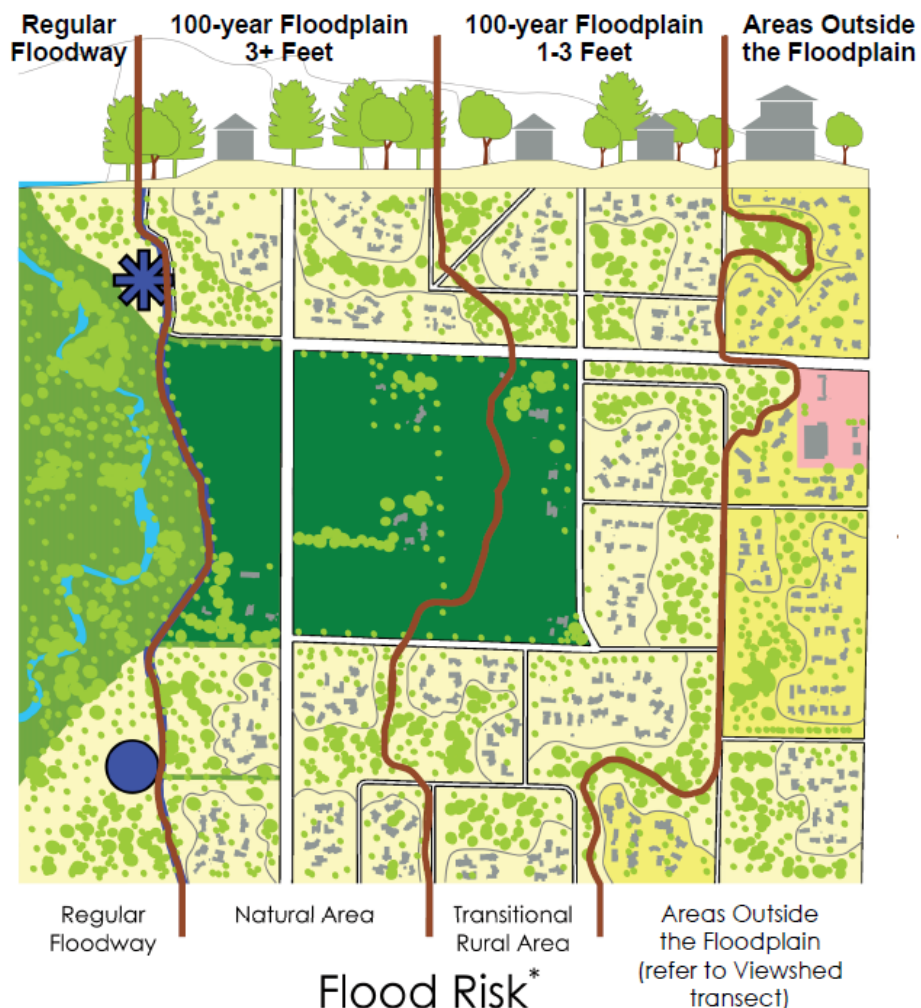 Regular
Floodway
100-year Floodplain
3+ Feet
100-year Floodplain
1-3 Feet
Areas Outside
the Floodplain
Regular
Floodway
Natural Area
Transitional
Rural Area
Areas Outside
the Floodplain
(refer to Viewshed
transect)
Flood Risk*